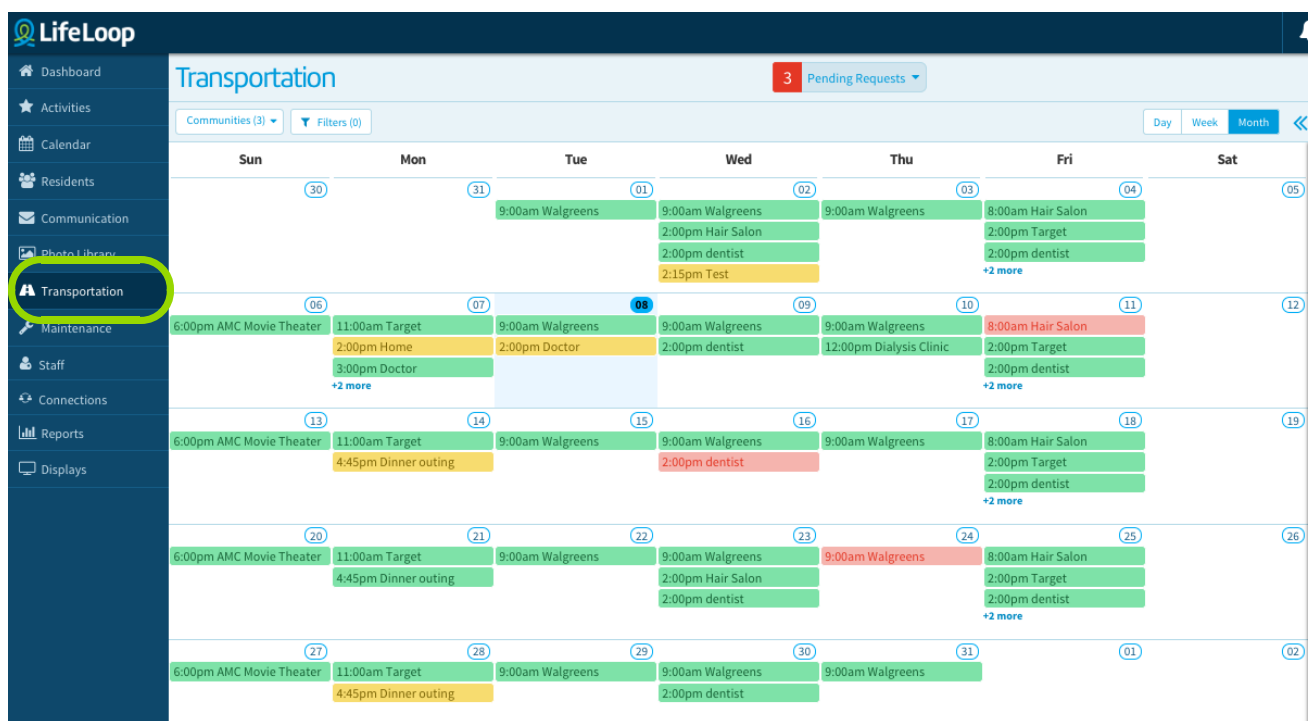 LifeLoop
Dashboard
Activities
Calendar
Residents
Communication
Photo Library
Transportation
Maintenance
Staff
Connections
Reports
Displays
Transportation
3 Pending Requests
Communities (3) Filters (0)
Day Week Month
Sun Mon Tue Wed Thu Fri Sat
30 31 01 02 03 04 05
9:00am Walgreens 9:00am Walgreens 9:00am Walgreens 8:00am Hair Salon
2:00pm Hair Salon 2:00pm Target
2:00pm dentist 2:00pm dentist
2:15pm Test +2 more
06 07 08 09 10 11 12
6:00pm AMC Movie Theater 11:00am Target 9:00am Walgreens 9:00am Walgreens 9:00am Walgreens 8:00am Hair Salon
2:00pm Home 2:00pm Doctor 2:00pm dentist 12:00pm Dialysis Clinic 2:00pm Target
3:00pm Doctor 2:00pm dentist
+2 more +2 more
13 14 15 16 17 18 19
6:00pm AMC Movie Theater 11:00am Target 9:00am Walgreens 9:00am Walgreens 9:00am Walgreens 8:00am Hair Salon
4:45pm Dinner outing 2:00pm dentist 2:00pm Target
2:00pm dentist
+2 more
20 21 22 23 24 25 26
6:00pm AMC Movie Theater 11:00am Target 9:00am Walgreens 9:00am Walgreens 9:00am Walgreens 8:00am Hair Salon
4:45pm Dinner outing 2:00pm Hair Salon 2:00pm Target
2:00pm dentist 2:00pm dentist
+2 more
27 28 29 30 31 01 02
6:00pm AMC Movie Theater 11:00am Target 9:00am Walgreens 9:00am Walgreens 9:00am Walgreens
4:45pm Dinner outing 2:00pm dentist